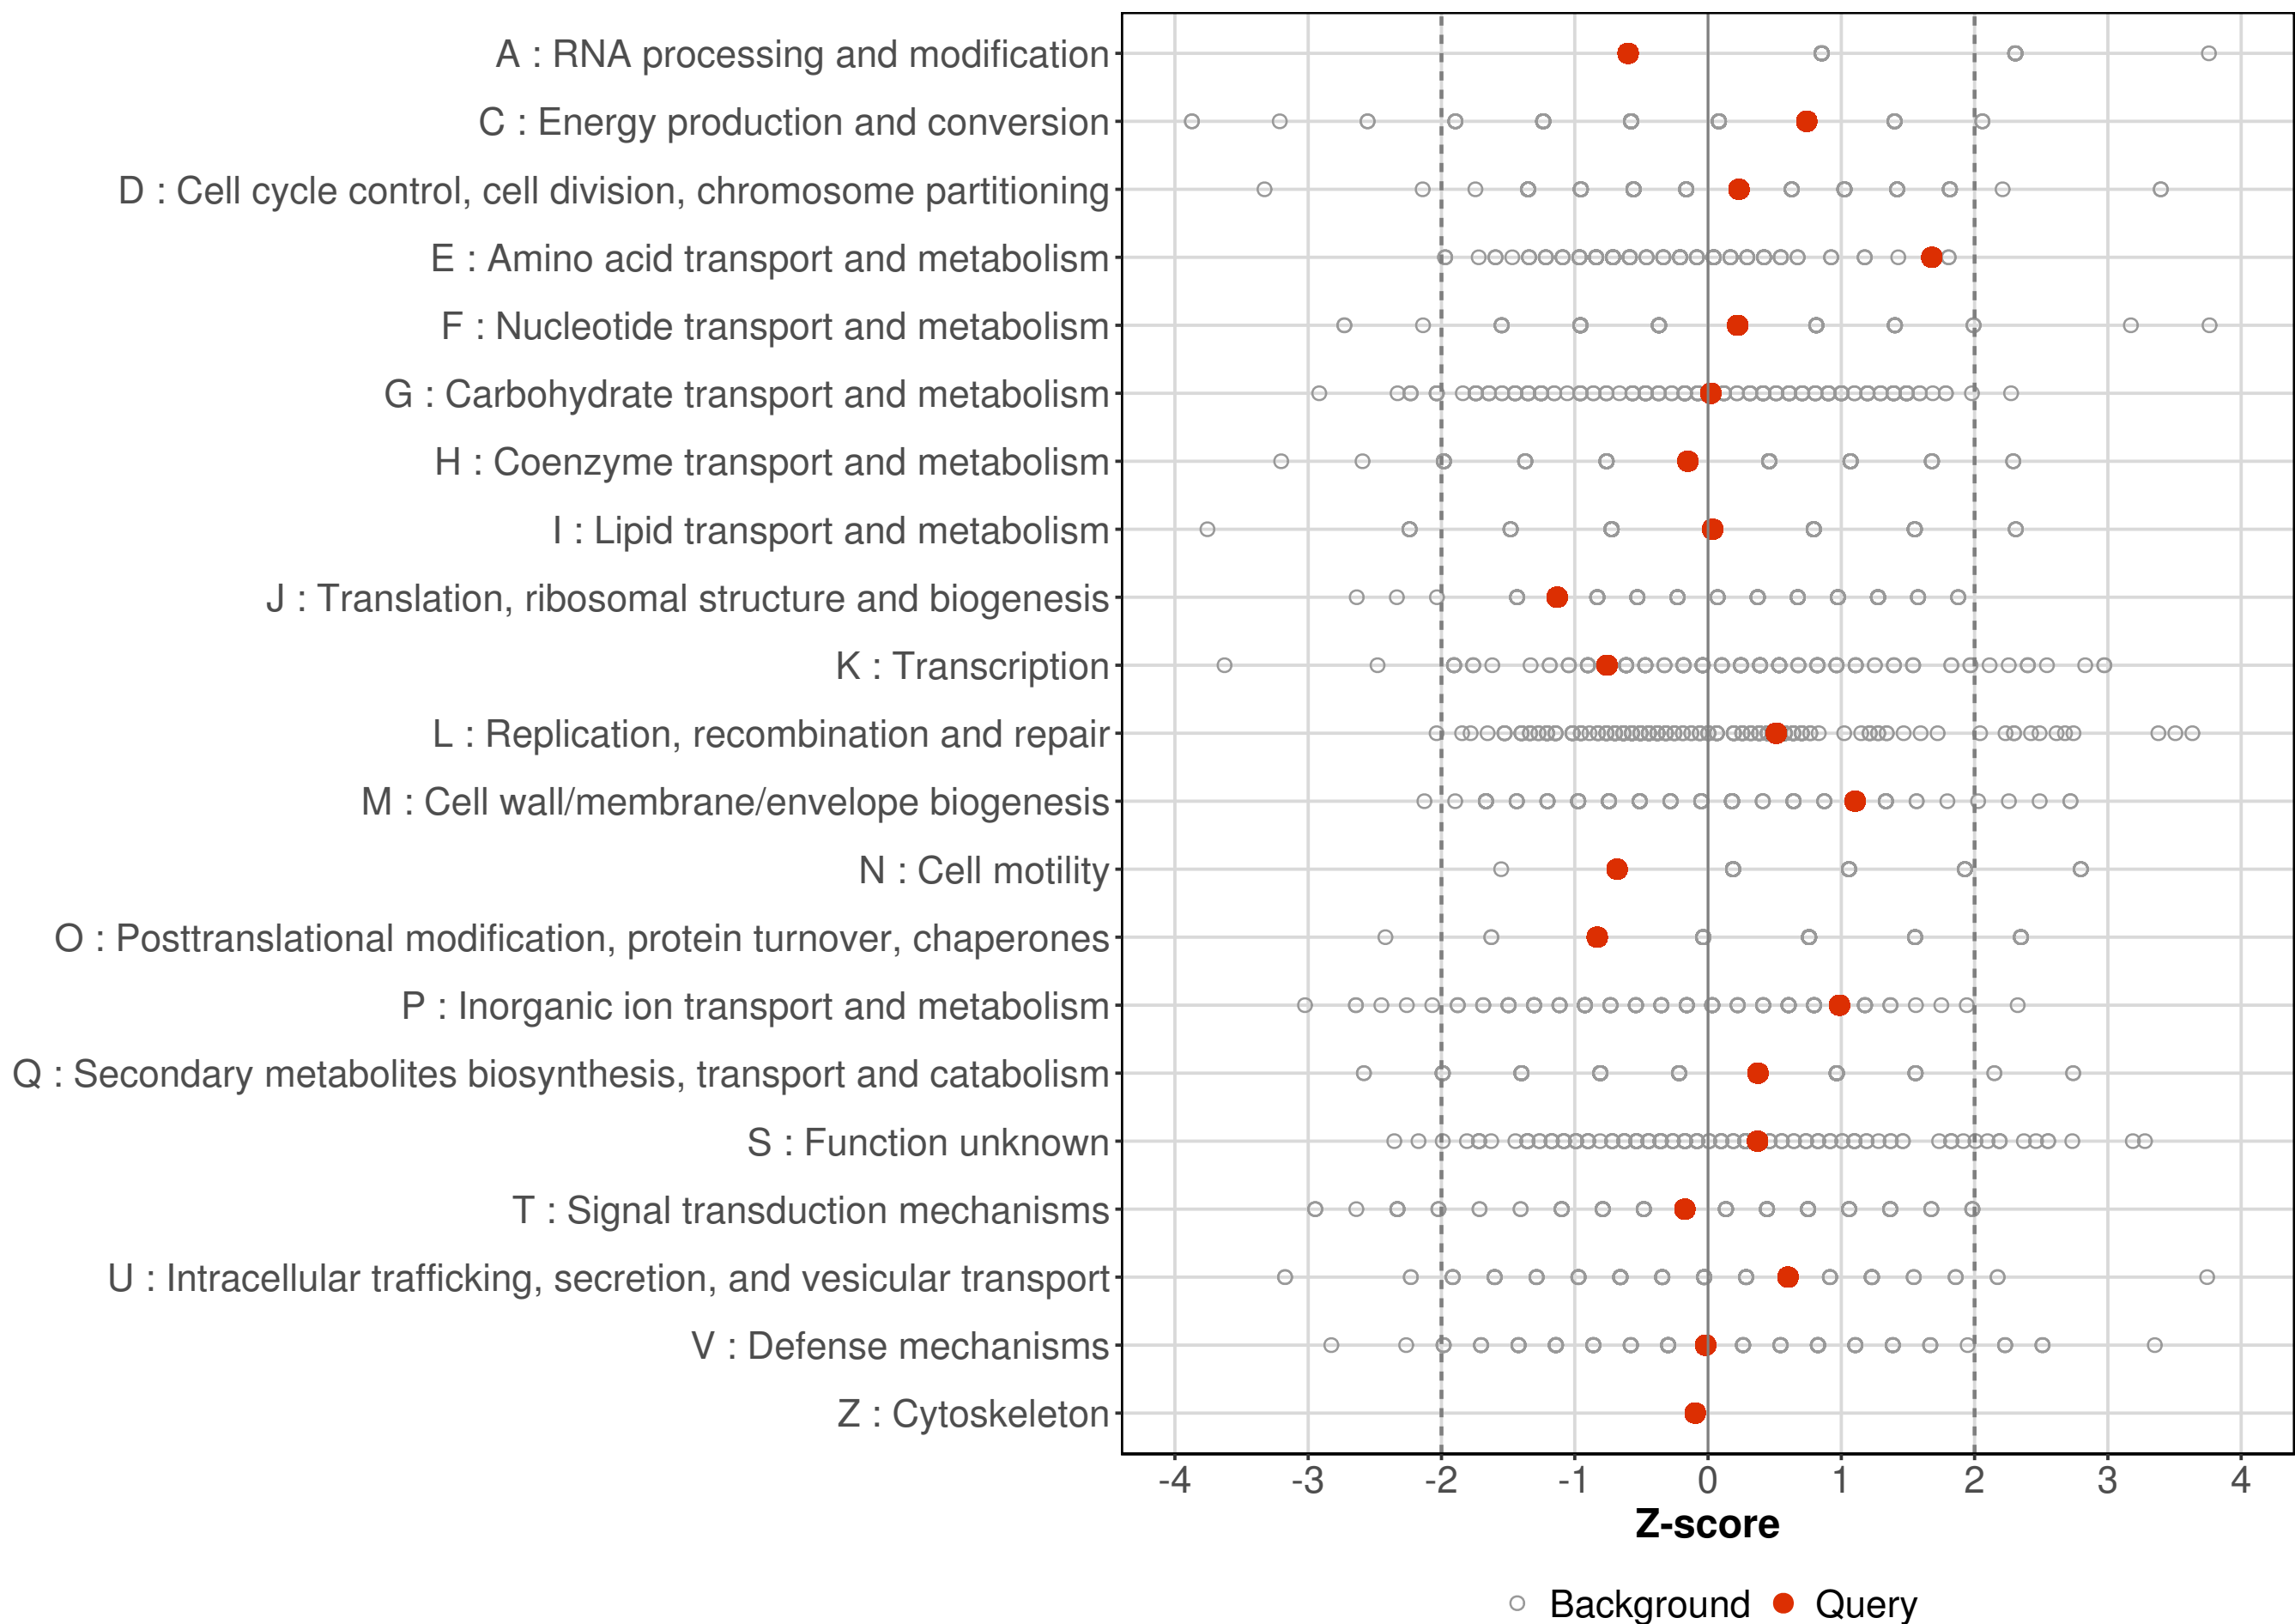 A : RNA processing and modification
C : Energy production and conversion
D : Cell cycle control, cell division, chromosome partitioning
E : Amino acid transport and metabolism
F : Nucleotide transport and metabolism
G : Carbohydrate transport and metabolism
H : Coenzyme transport and metabolism
I : Lipid transport and metabolism
J : Translation, ribosomal structure and biogenesis
K : Transcription
L : Replication, recombination and repair
M : Cell wall/membrane/envelope biogenesis
N : Cell motility
O : Posttranslational modification, protein turnover, chaperones
P : Inorganic ion transport and metabolism
Q : Secondary metabolites biosynthesis, transport and catabolism
S : Function unknown
T : Signal transduction mechanisms
U : Intracellular trafficking, secretion, and vesicular transport
V : Defense mechanisms
Z : Cytoskeleton
-4 -3 -2 -1 0 1 2 3 4
Z-score
Background Query